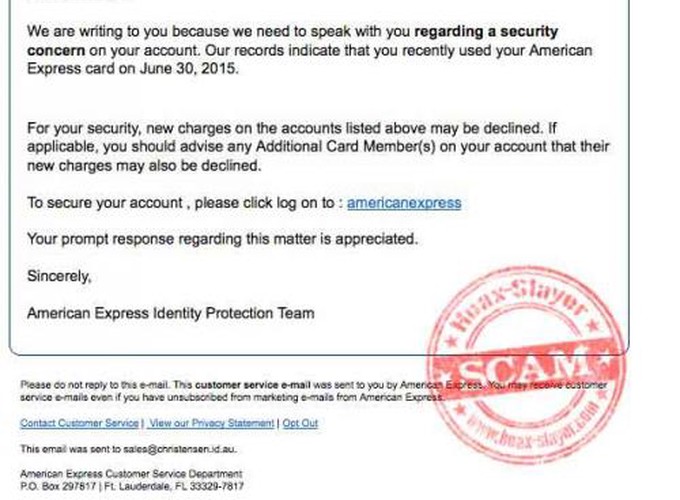 We are writing to you because we need to speak with you regarding a security
concern on your account. Our records indicate that you recently used your American
Express card on June 30, 2015.
For your security, new charges on the accounts listed above may be declined. If
applicable, you should advise any Additional Card Member(s) on your account that their
new charges may also be declined.
To secure your account , please click log on to : americanexpress
Your prompt response regarding this matter is appreciated.
Sincerely,
American Express Identity Protection Team
Hoax-Slayer
SCAM
www.hoax-slayer.com
Please do not reply to this e-mail. This customer service e-mail was sent to you by American Express. You may receive customer
service e-mails even if you have unsubscribed from marketing e-mails from American Express.
Contact Customer Service | View our Privacy Statement | Opt Out
This email was sent to sales@christensen.id.au.
American Express Customer Service Department
P.O. Box 297817 | Ft. Lauderdale, FL 33329-7817